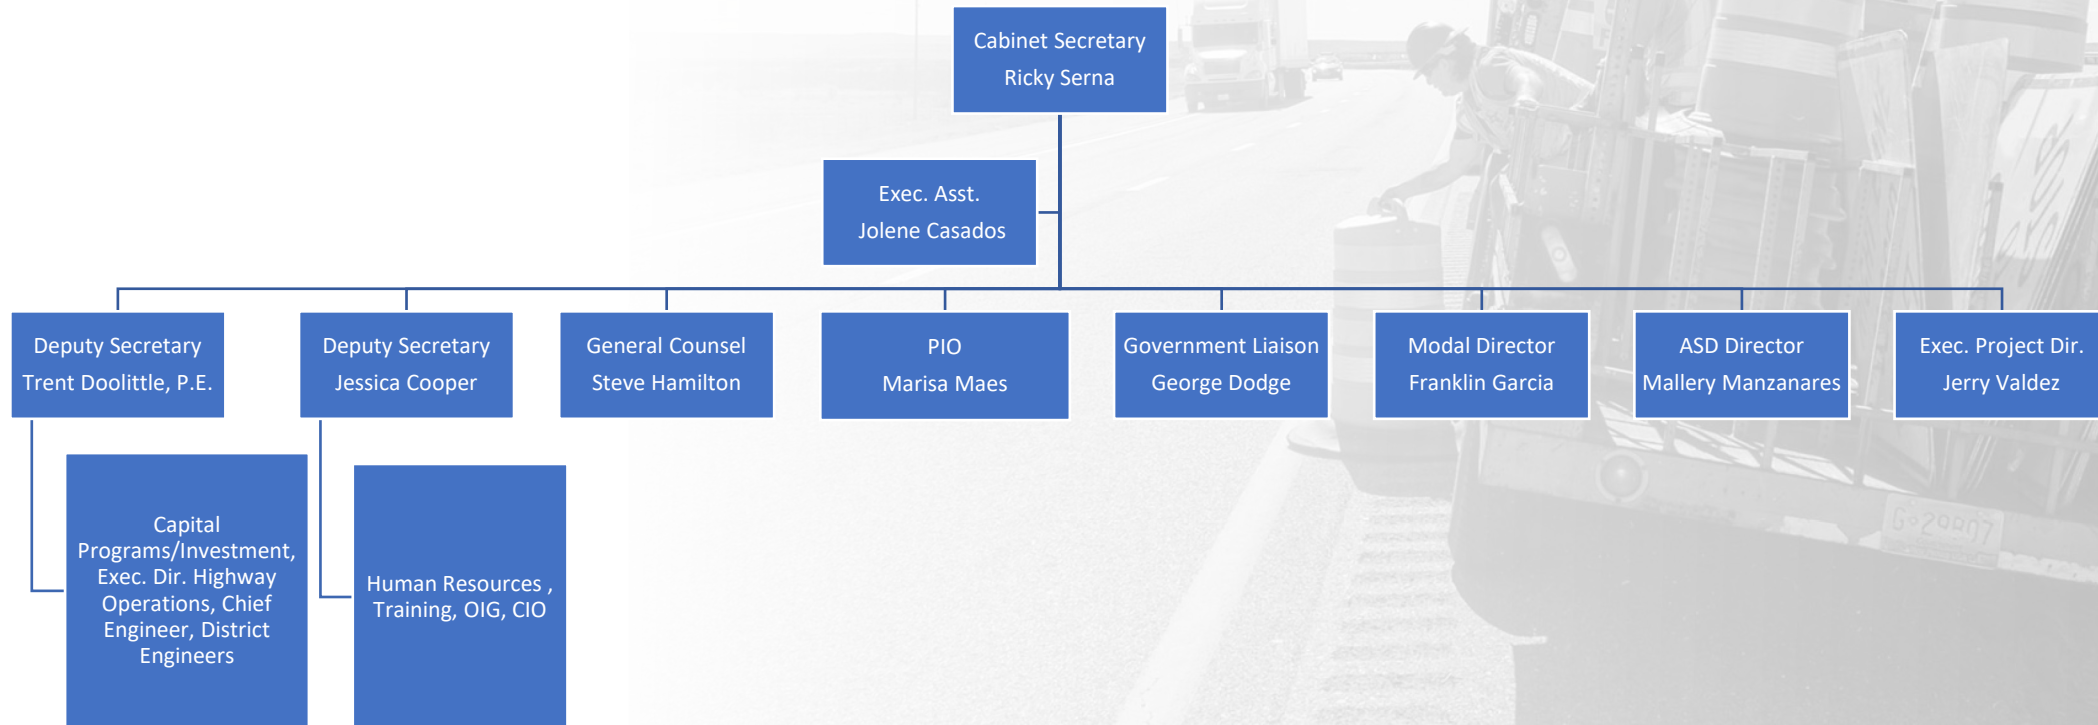 Cabinet Secretary
Ricky Serna
Exec. Asst.
Jolene Casados
Deputy Secretary
Trent Doolittle, P.E.
Deputy Secretary
Jessica Cooper
General Counsel
Steve Hamilton
PIO
Marisa Maes
Government Liaison
George Dodge
Modal Director
Franklin Garcia
ASD Director
Mallery Manzanares
Exec. Project Dir.
Jerry Valdez
Capital
Programs/Investment,
Exec. Dir. Highway
Operations, Chief
Engineer, District
Engineers
Human Resources ,
Training, OIG, CIO